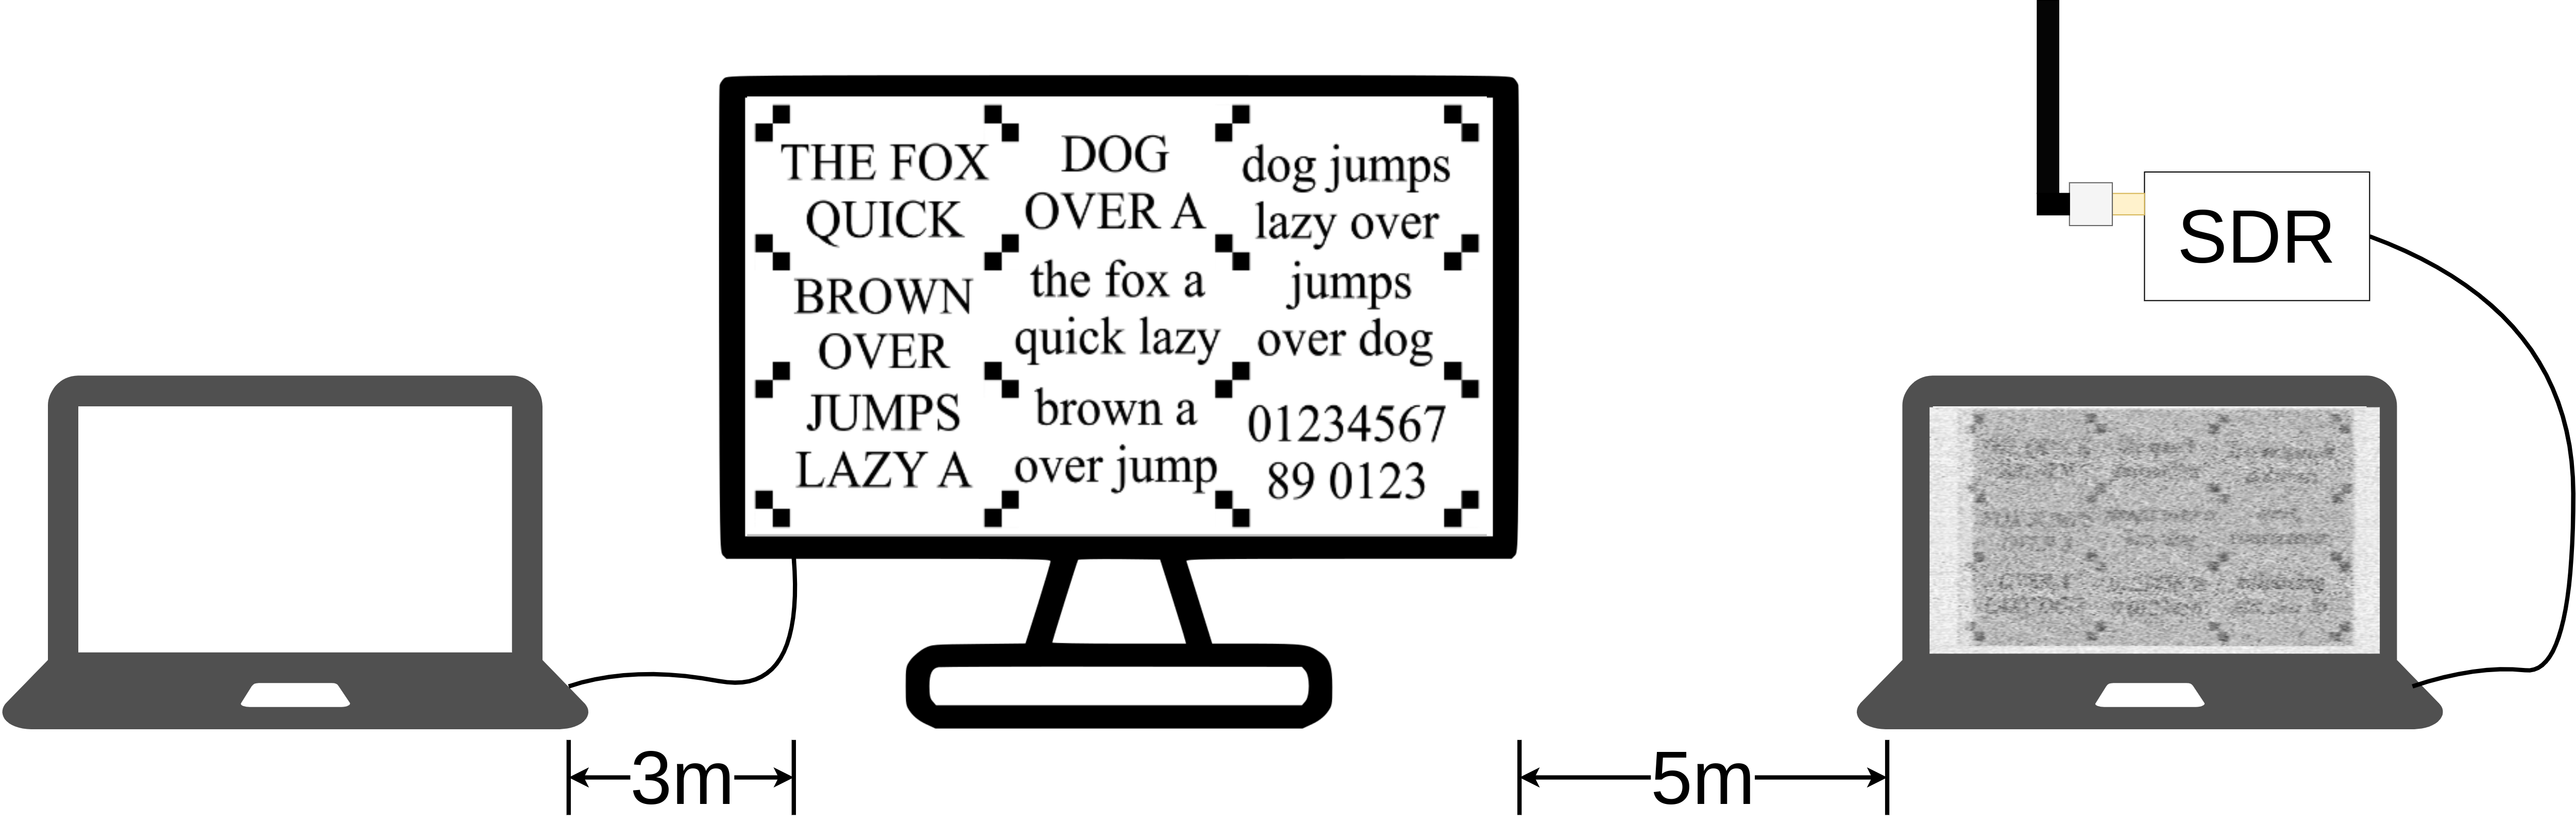 THE FOX
QUICK
BROWN
OVER
JUMPS
LAZY A
DOG
OVER A
the fox a
quick lazy
brown a
over jump
dog jumps
lazy over
jumps
over dog
01234567
89 0123
SDR
3m
5m